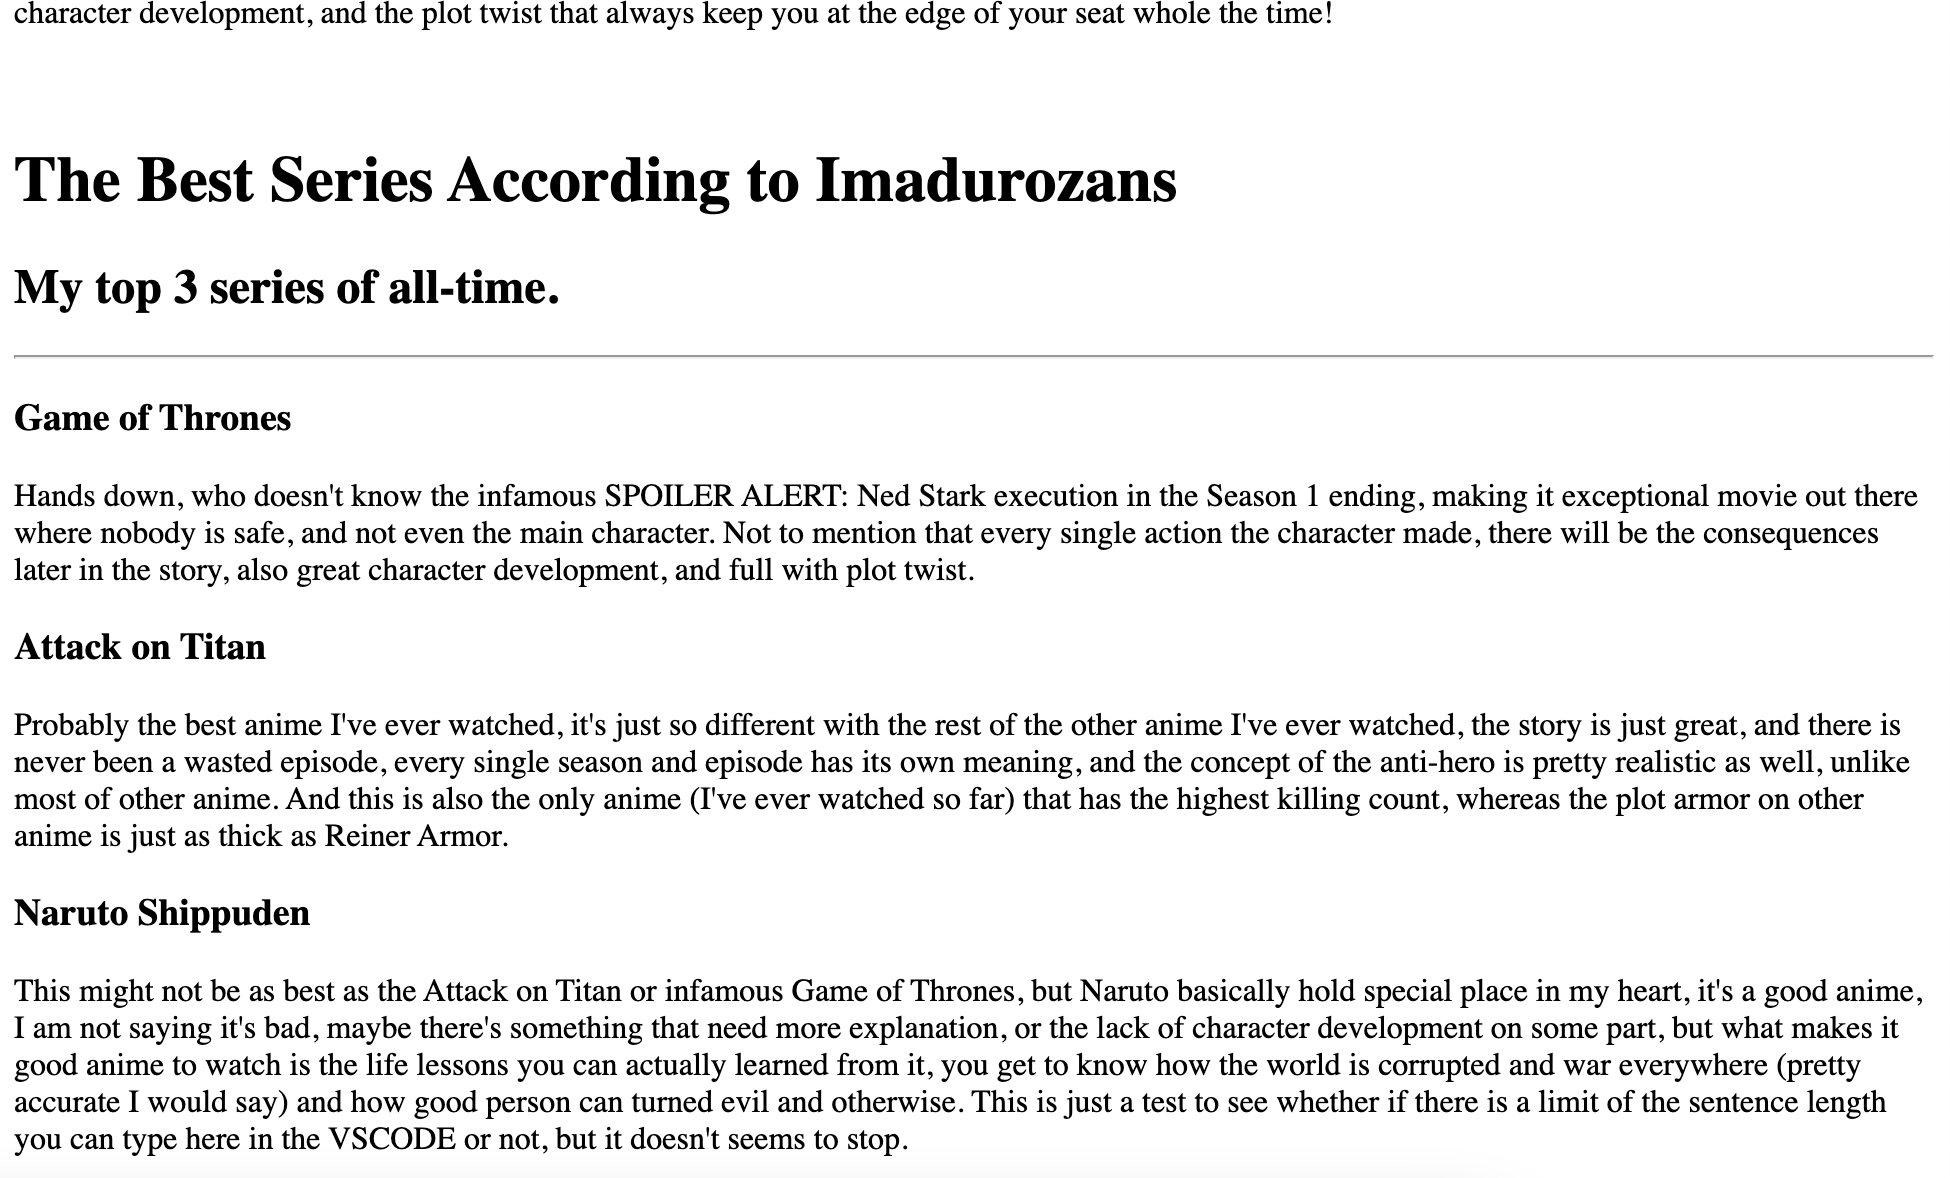 character development, and the plot twist that always keep you at the edge of your seat whole the time!
The Best Series According to Imadurozans
My top 3 series of all-time.
Game of Thrones
Hands down, who doesn't know the infamous SPOILER ALERT: Ned Stark execution in the Season 1 ending, making it exceptional movie out there
where nobody is safe, and not even the main character. Not to mention that every single action the character made, there will be the consequences
later in the story, also great character development, and full with plot twist.
Attack on Titan
Probably the best anime I've ever watched, it's just so different with the rest of the other anime I've ever watched, the story is just great, and there is
never been a wasted episode, every single season and episode has its own meaning, and the concept of the anti-hero is pretty realistic as well, unlike
most of other anime. And this is also the only anime (I've ever watched so far) that has the highest killing count, whereas the plot armor on other
anime is just as thick as Reiner Armor.
Naruto Shippuden
This might not be as best as the Attack on Titan or infamous Game of Thrones, but Naruto basically hold special place in my heart, it's a good anime,
I am not saying it's bad, maybe there's something that need more explanation, or the lack of character development on some part, but what makes it
good anime to watch is the life lessons you can actually learned from it, you get to know how the world is corrupted and war everywhere (pretty
accurate I would say) and how good person can turned evil and otherwise. This is just a test to see whether if there is a limit of the sentence length
you can type here in the VSCODE or not, but it doesn't seems to stop.